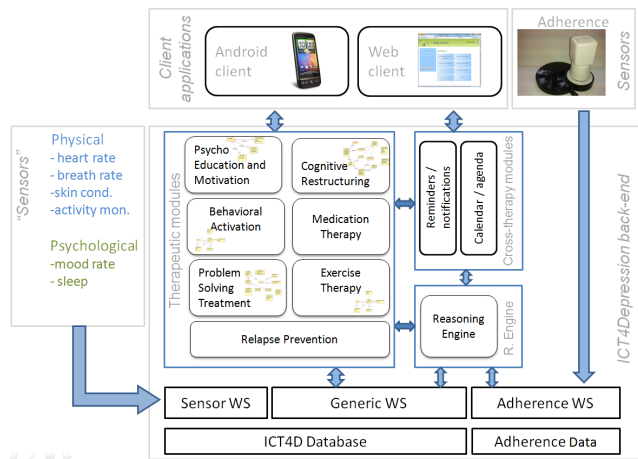 Client
applications
Android
client
Web
client
Adherence
Sensors
"Sensors"
Physical
- heart rate
- breath rate
- skin cond.
- activity mon.
Psychological
-mood rate
- sleep
Therapeutic modules
Psycho
Education and
Motivation
Cognitive
Restructuring
Behavioral
Activation
Medication
Therapy
Problem
Solving
Treatment
Exercise
Therapy
Relapse Prevention
Reminders /
notifications
Calendar / agenda
Cross-therapy modules
Reasoning
Engine
R. Engine
ICT4Depression back-end
Sensor WS
Generic WS
Adherence WS
ICT4D Database
Adherence Data